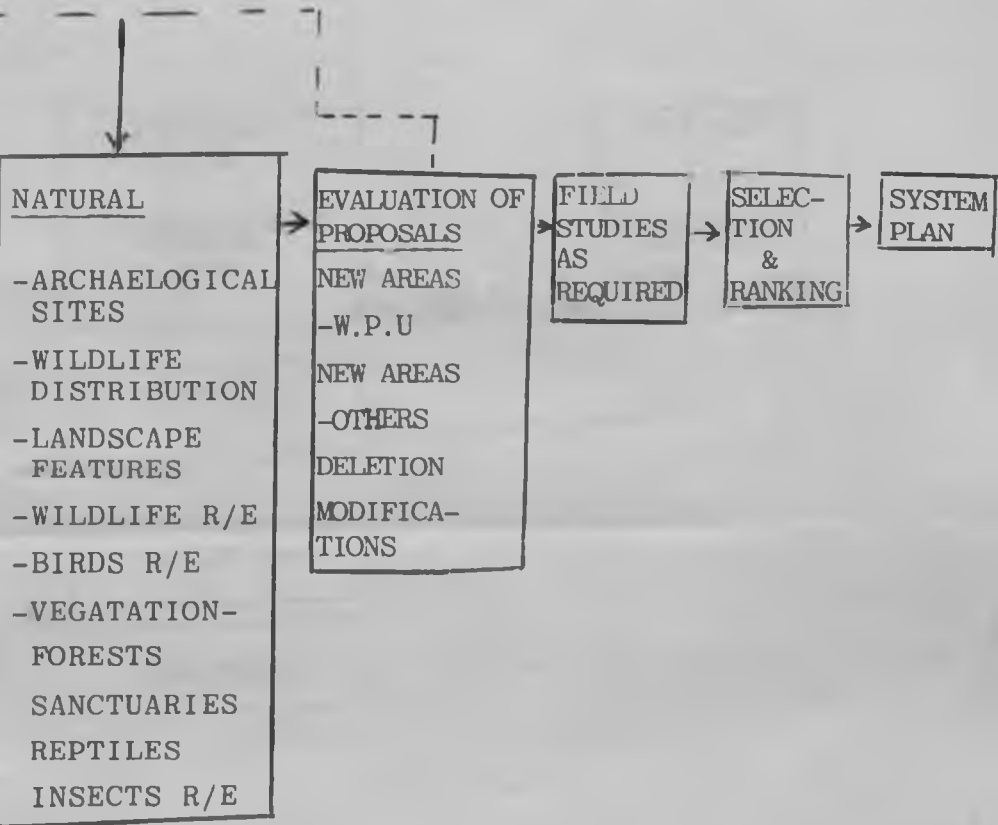 NATURAL
-ARCHAELOGICAL
SITES
-WILDLIFE
DISTRIBUTION
-LANDSCAPE
FEATURES
-WILDLIFE R/E
-BIRDS R/E
-VEGATATION-
FORESTS
SANCTUARIES
REPTILES
INSECTS R/E
EVALUATION OF
PROPOSALS
NEW AREAS
-W.P.U
NEW AREAS
-OTHERS
DELETION
MODIFICA-
TIONS
FIELD
STUDIES
AS
REQUIRED
SELEC-
TION
&
RANKING
SYSTEM
PLAN